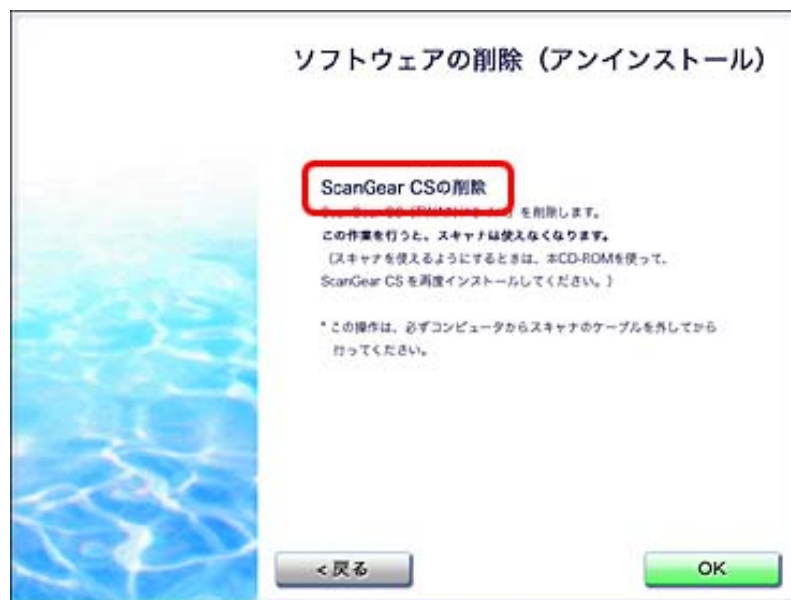 ソフトウェアの削除（アンインストール）
ScanGear CSの削除
を削除します。
この作業を行うと、スキャナは使えなくなります。
（スキャナを使えるようにするときは、本CD-ROMを使って、
ScanGear CS を再度インストールしてください。）
* この操作は、必ずコンピュータからスキャナのケーブルを外してから
行ってください。
<戻る
OK